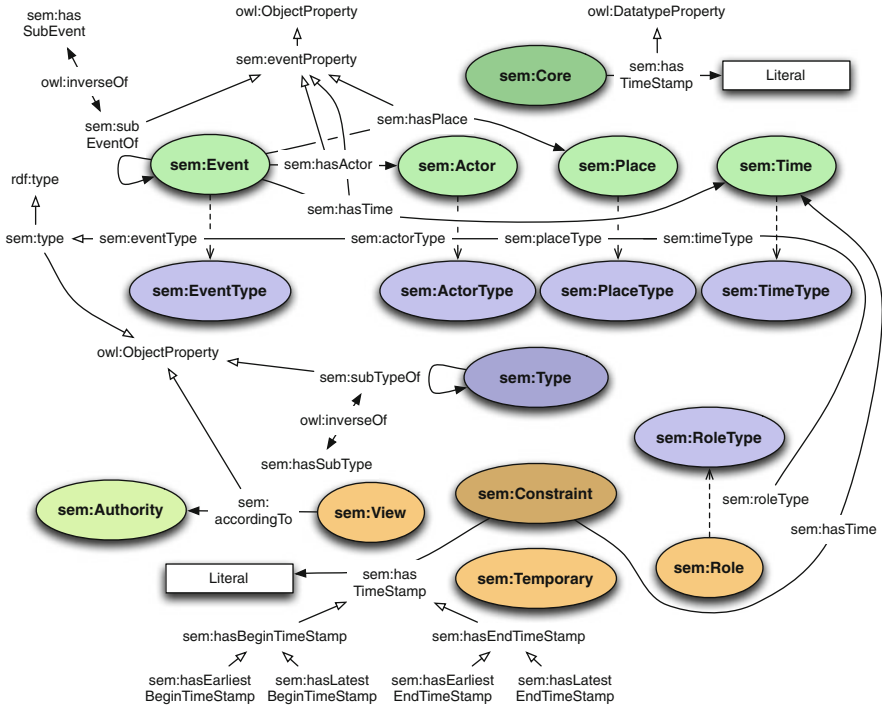 sem:has
SubEvent
owl:ObjectProperty
owl:DatatypeProperty
sem:eventProperty
sem:Core
sem:has
TimeStamp
Literal
owl:inverseOf
sem:sub
EventOf
sem:hasPlace
sem:Event
sem:hasActor
sem:Actor
sem:Place
sem:Time
rdf:type
sem:hasTime
sem:type
sem:eventType
sem:actorType
sem:placeType
sem:timeType
sem:EventType
sem:ActorType
sem:PlaceType
sem:TimeType
owl:ObjectProperty
sem:subTypeOf
sem:Type
owl:inverseOf
sem:hasSubType
sem:RoleType
sem:Authority
sem:
accordingTo
sem:View
sem:Constraint
sem:roleType
sem:hasTime
Literal
sem:has
TimeStamp
sem:Temporary
sem:Role
sem:hasBeginTimeStamp
sem:hasEndTimeStamp
sem:hasEarliest
BeginTimeStamp
sem:hasLatest
BeginTimeStamp
sem:hasEarliest
EndTimeStamp
sem:hasLatest
EndTimeStamp